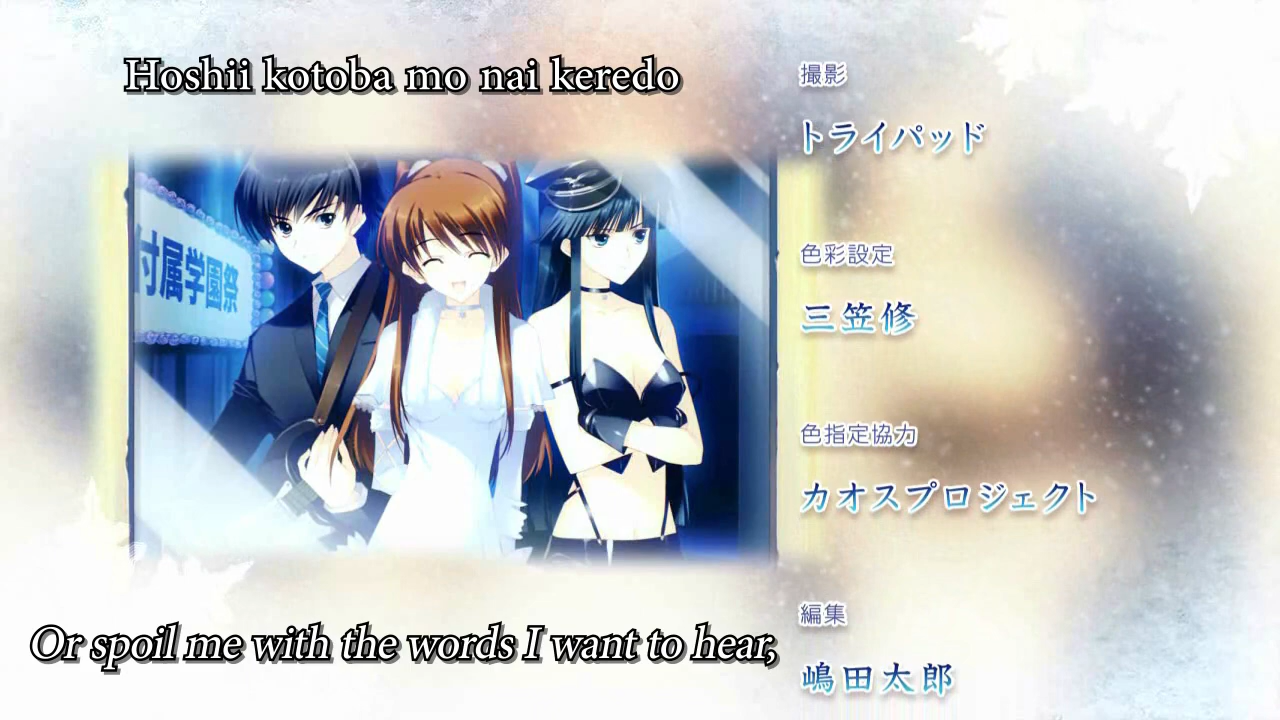 Hoshii kotoba mo nai keredo
撮影
トライパッド
付属学園祭
色彩設定
三笠修
色指定協力
カオスプロジェクト
編集
嶋田太郎
Or spoil me with the words I want to hear,